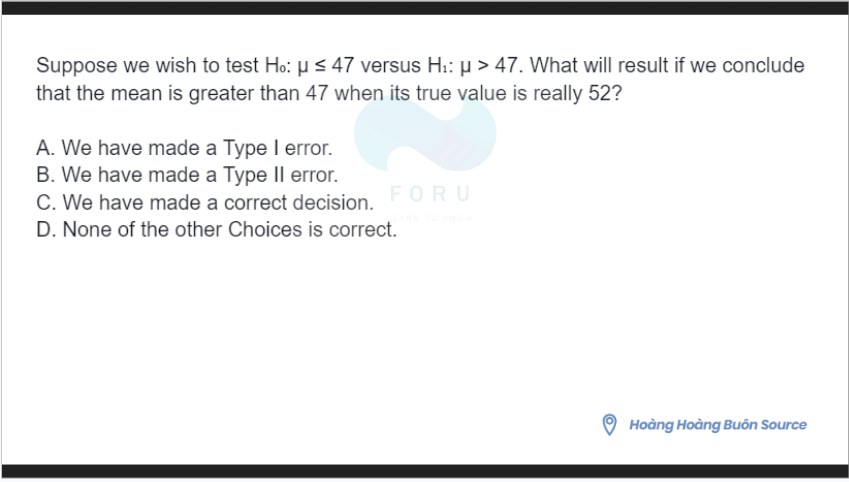 Suppose we wish to test H₀: μ ≤ 47 versus H₁: μ > 47. What will result if we conclude
that the mean is greater than 47 when its true value is really 52?
A. We have made a Type I error.
B. We have made a Type II error.
C. We have made a correct decision.
D. None of the other Choices is correct.
FORU
Hoàng Hoàng Buôn Source